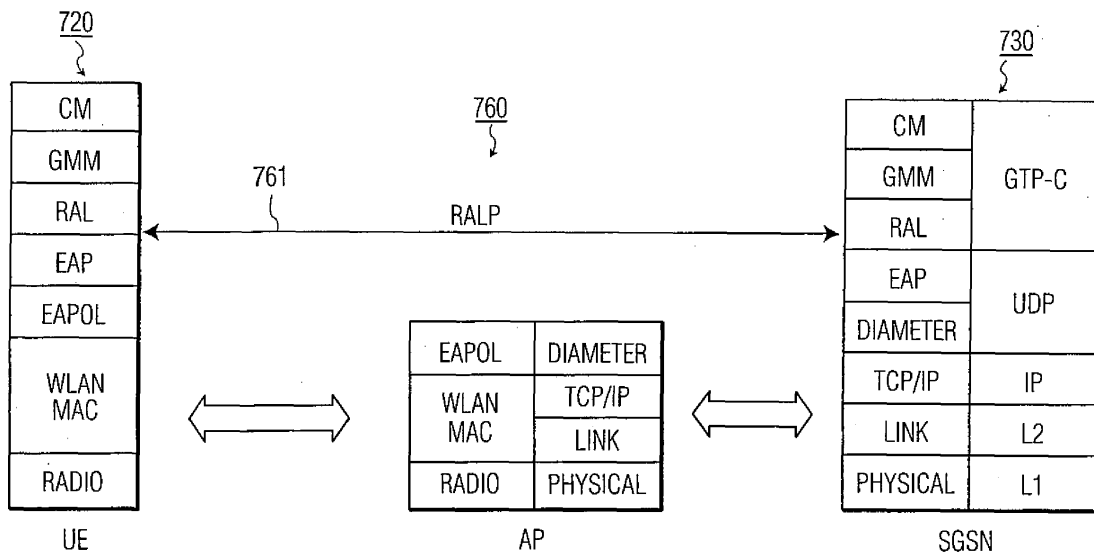 720
CM
GMM
RAL
EAP
EAPOL
WLAN
MAC
RADIO
UE
760
761
RALP
EAPOL
DIAMETER
WLAN
MAC
TCP/IP
LINK
RADIO
PHYSICAL
AP
730
CM
GTP-C
GMM
RAL
EAP
UDP
DIAMETER
TCP/IP
IP
LINK
L2
PHYSICAL
L1
SGSN